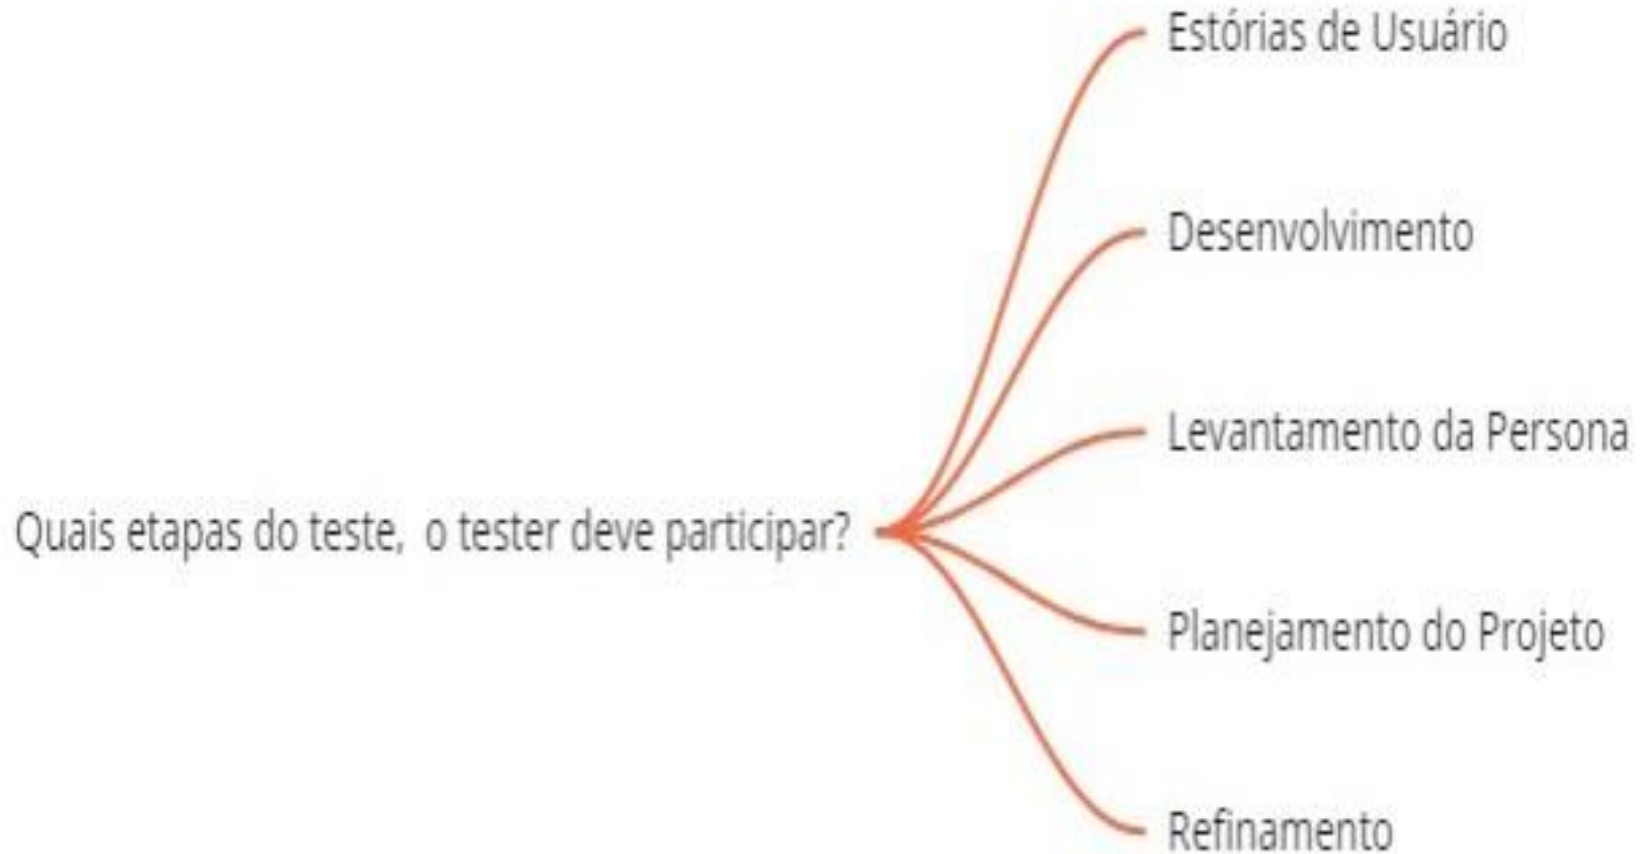 Estórias de Usuário
Desenvolvimento
Levantamento da Persona
Quais etapas do teste, o tester deve participar?
Planejamento do Projeto
Refinamento